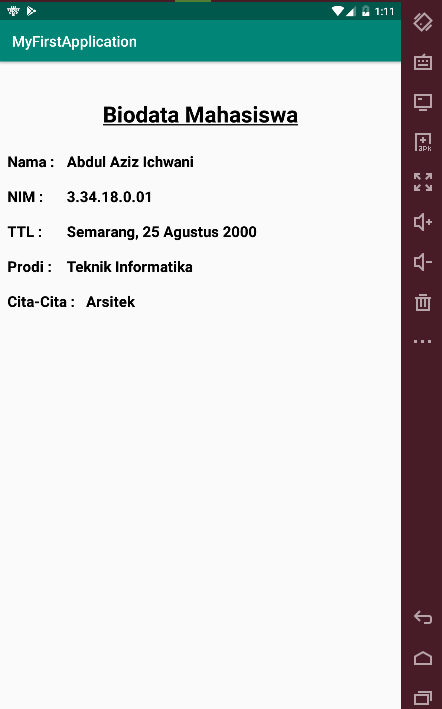 1:11
MyFirstApplication
Biodata Mahasiswa
Nama : Abdul Aziz Ichwani
NIM : 3.34.18.0.01
TTL : Semarang, 25 Agustus 2000
Prodi : Teknik Informatika
Cita-Cita : Arsitek